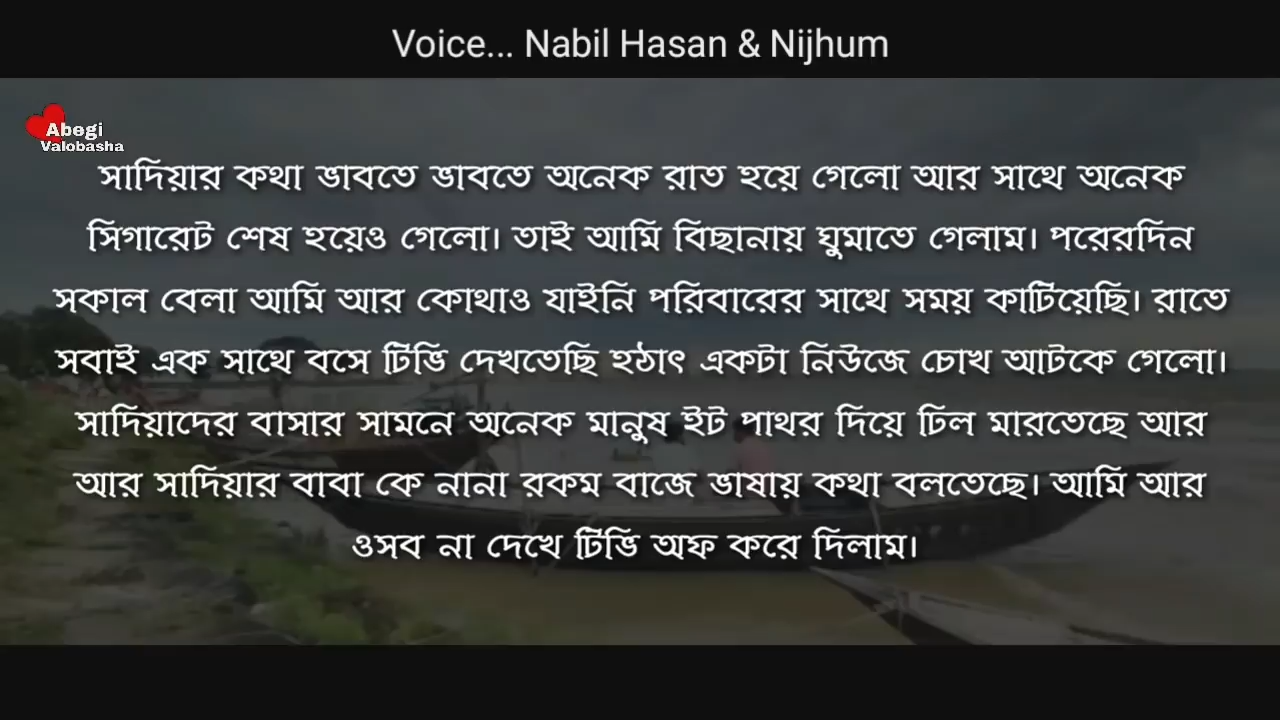 Voice... Nabil Hasan & Nijhum
Abegi
Valobasha
সাদিয়ার কথা ভাবতে ভাবতে অনেক রাত হয়ে গেলো আর সাথে অনেক
সিগারেট শেষ হয়েও গেলো। তাই আমি বিছানায় ঘুমাতে গেলাম। পরেরদিন
সকাল বেলা আমি আর কোথাও যাইনি পরিবারের সাথে সময় কাটিয়েছি। রাতে
সবাই এক সাথে বসে টিভি দেখতেছি হঠাৎ একটা নিউজে চোখ আটকে গেলো।
সাদিয়াদের বাসার সামনে অনেক মানুষ ইট পাথর দিয়ে ঢিল মারতেছে আর
আর সাদিয়ার বাবা কে নানা রকম বাজে ভাষায় কথা বলতেছে। আমি আর
ওসব না দেখে টিভি অফ করে দিলাম।